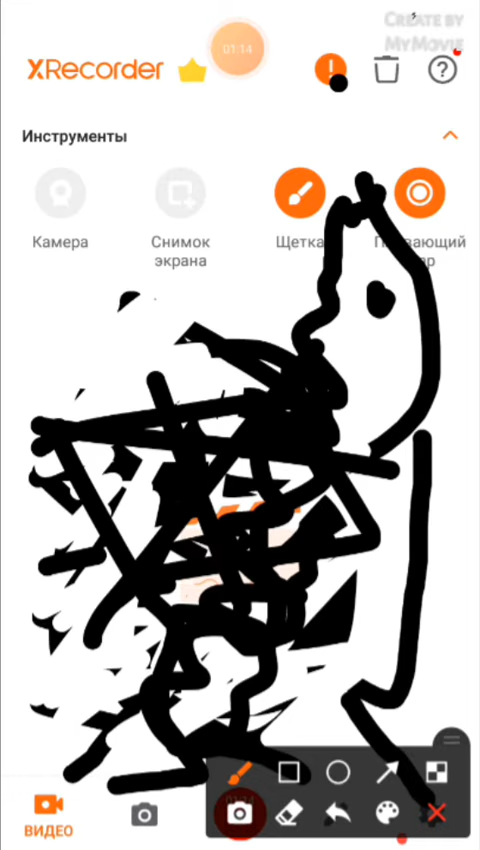 CREATE BY
MYMOVIE
01:14
XRecorder
Инструменты
Камера
Снимок
экрана
Щетка
ВИДЕО